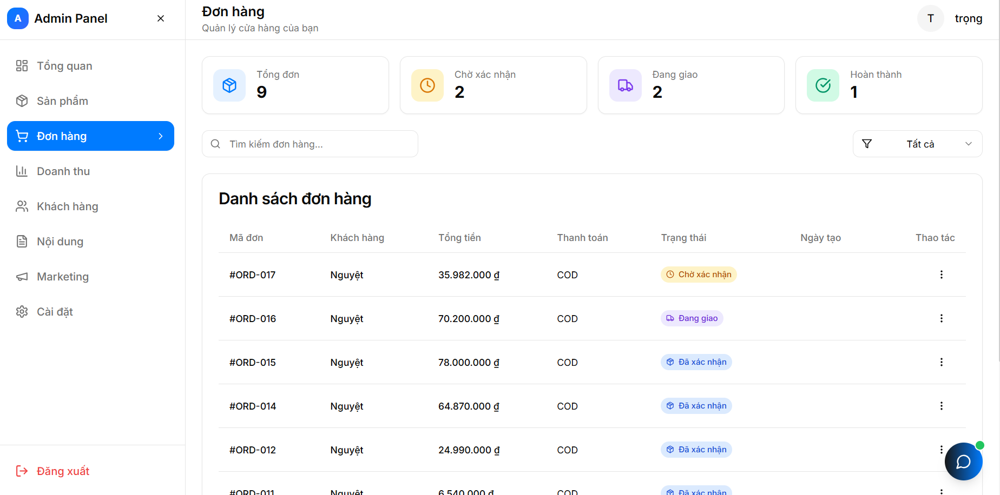 A Admin Panel
Đơn hàng
Quản lý cửa hàng của bạn
T trọng
Tổng quan
Sản phẩm
Đơn hàng
Doanh thu
Khách hàng
Nội dung
Marketing
Cài đặt
Đăng xuất
Tổng đơn
9
Chờ xác nhận
2
Đang giao
2
Hoàn thành
1
Tìm kiếm đơn hàng...
Tất cả
Danh sách đơn hàng
Mã đơn Khách hàng Tổng tiền Thanh toán Trạng thái Ngày tạo Thao tác
#ORD-017 Nguyệt 35.982.000 ₫ COD Chờ xác nhận
#ORD-016 Nguyệt 70.200.000 ₫ COD Đang giao
#ORD-015 Nguyệt 78.000.000 ₫ COD Đã xác nhận
#ORD-014 Nguyệt 64.870.000 ₫ COD Đã xác nhận
#ORD-012 Nguyệt 24.990.000 ₫ COD Đã xác nhận
#ORD-011 Nguyệt 6.540.000 ₫ COD Đã xác nhận